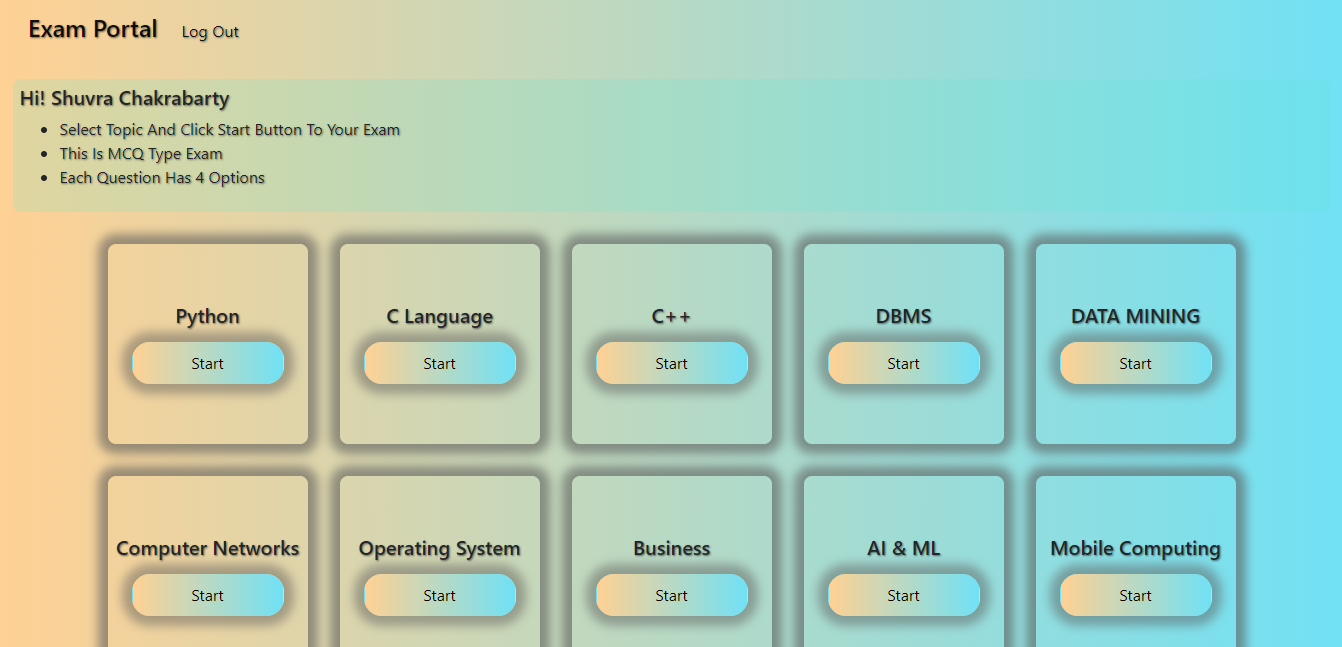 Exam Portal Log Out
Hi! Shuvra Chakrabarty
Select Topic And Click Start Button To Your Exam
This Is MCQ Type Exam
Each Question Has 4 Options
Python
Start
C Language
Start
C++
Start
DBMS
Start
DATA MINING
Start
Computer Networks
Start
Operating System
Start
Business
Start
AI & ML
Start
Mobile Computing
Start